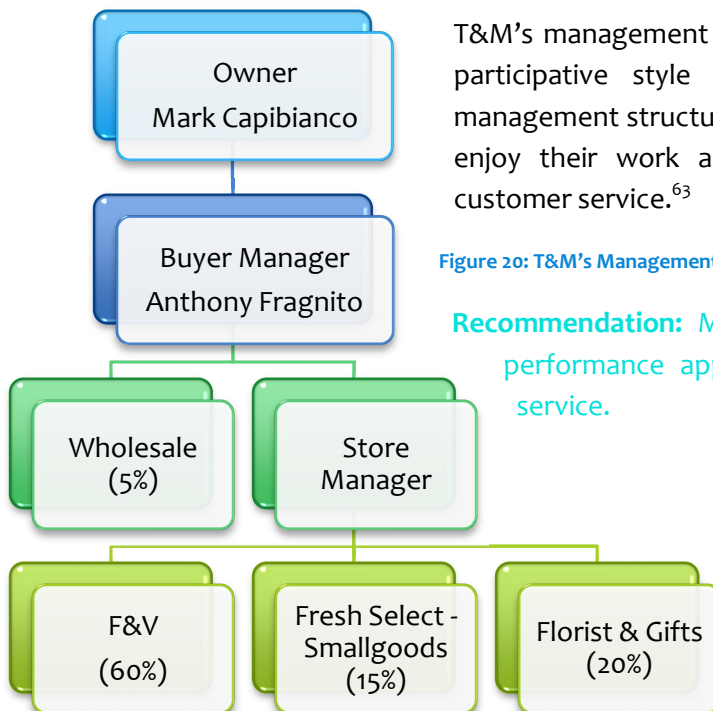 Owner
Mark Capibianco
Buyer Manager
Anthony Fragnito
Wholesale
(5%)
Store
Manager
F&V
(60%)
Fresh Select -
Smallgoods
(15%)
Florist & Gifts
(20%)
T&M's management
participative style
management structu
enjoy their work a
customer service.⁶³
Figure 20: T&M's Management
Recommendation: M
performance app
service.